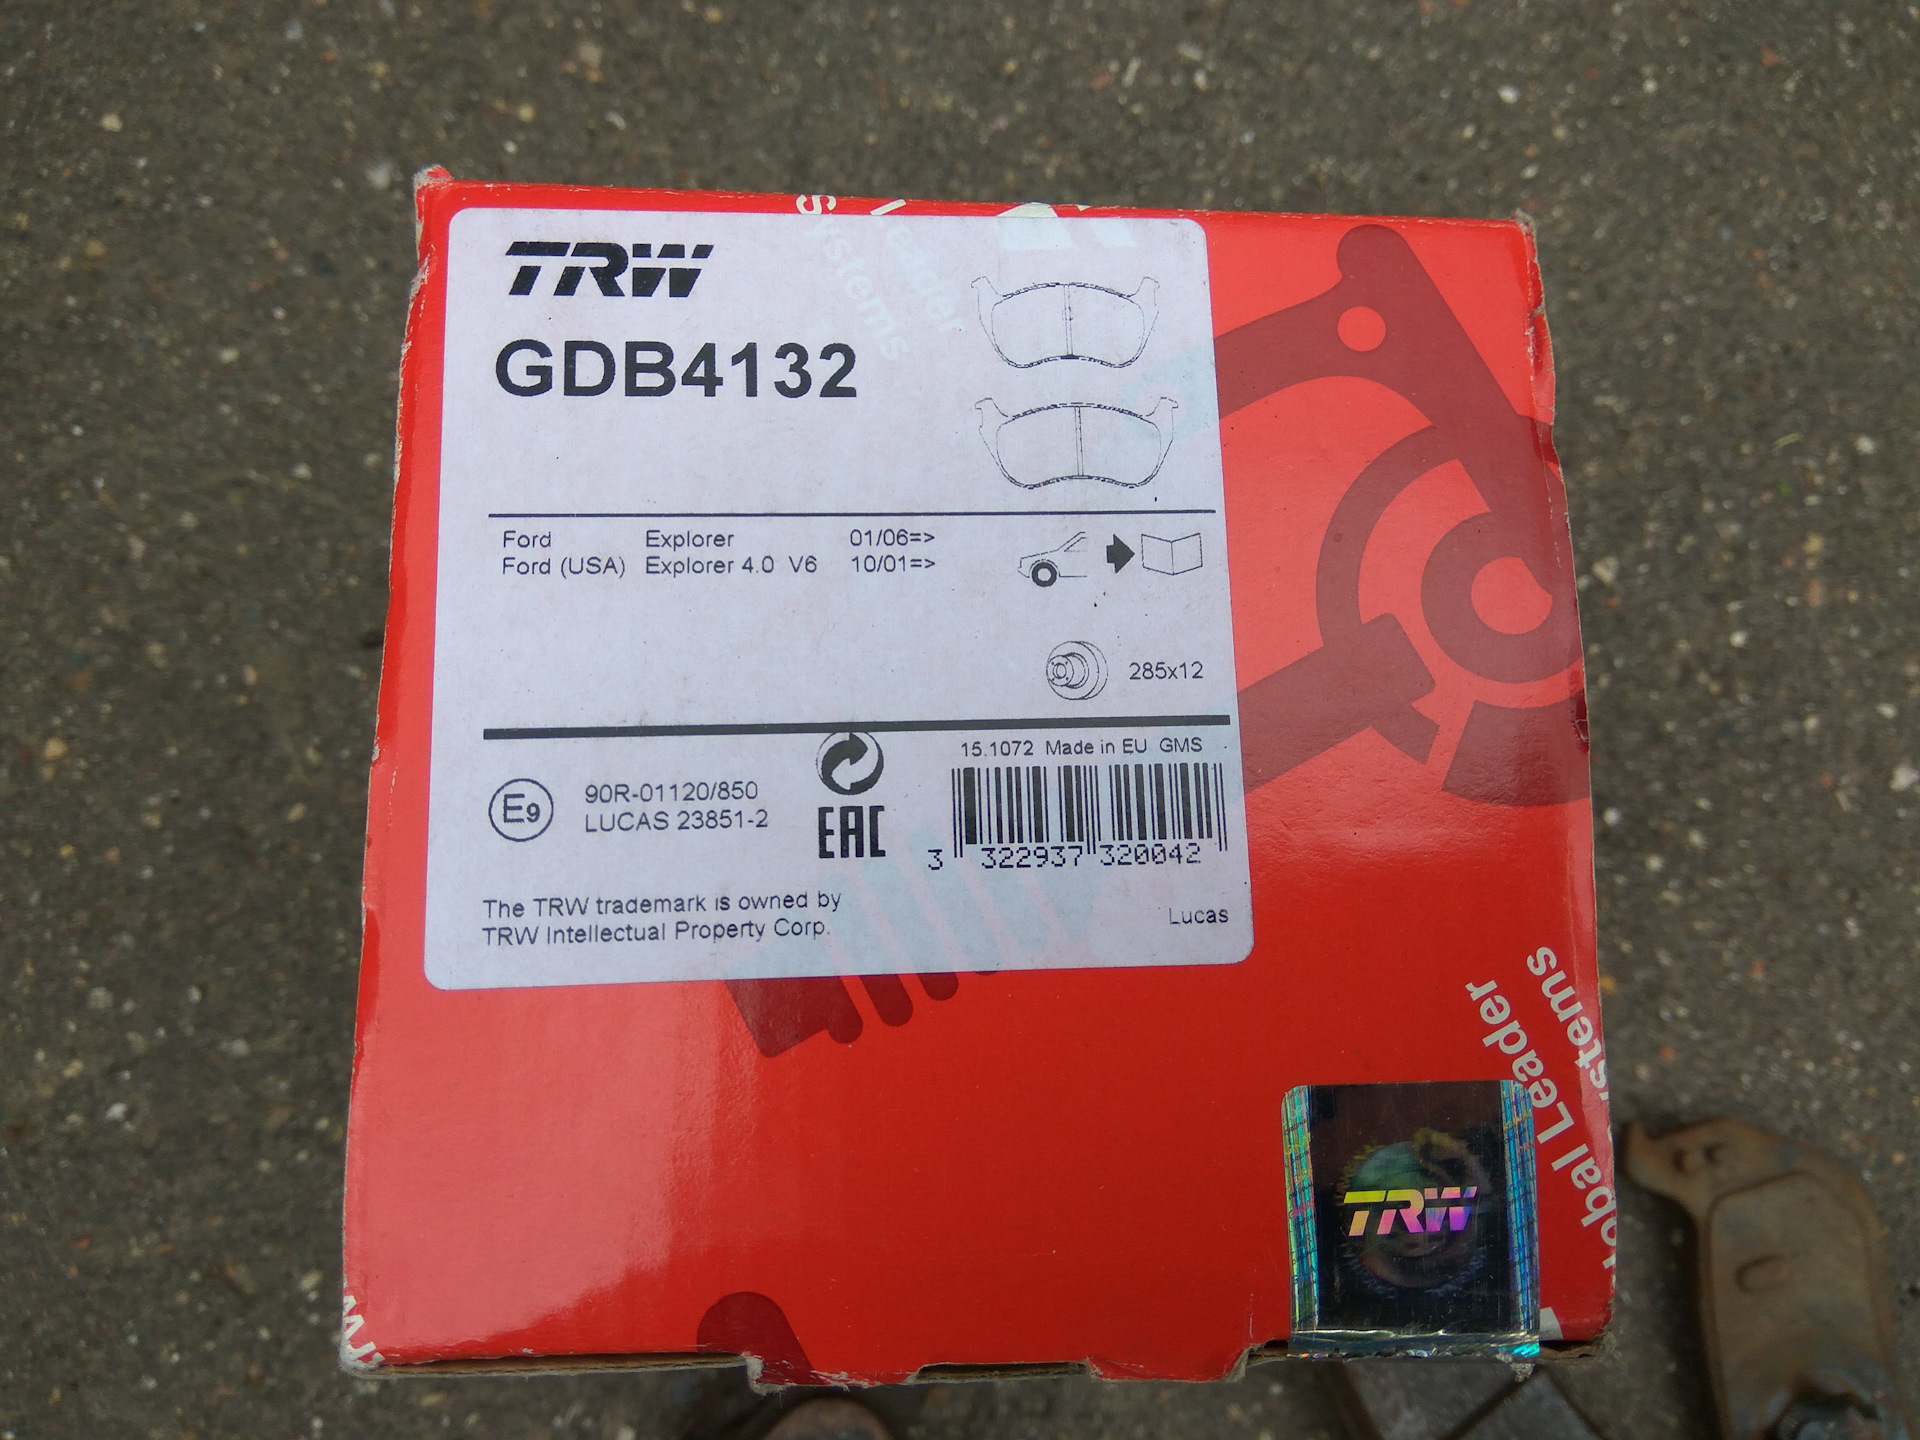 TRW
GDB4132
Ford Explorer 01/06=>
Ford (USA) Explorer 4.0 V6 10/01=>
285x12
15.1072 Made in EU GMS
E9
90R-01120/850
LUCAS 23851-2
EAC
3 322937 320042
The TRW trademark is owned by
TRW Intellectual Property Corp.
Lucas
Leader
Systems
TRW